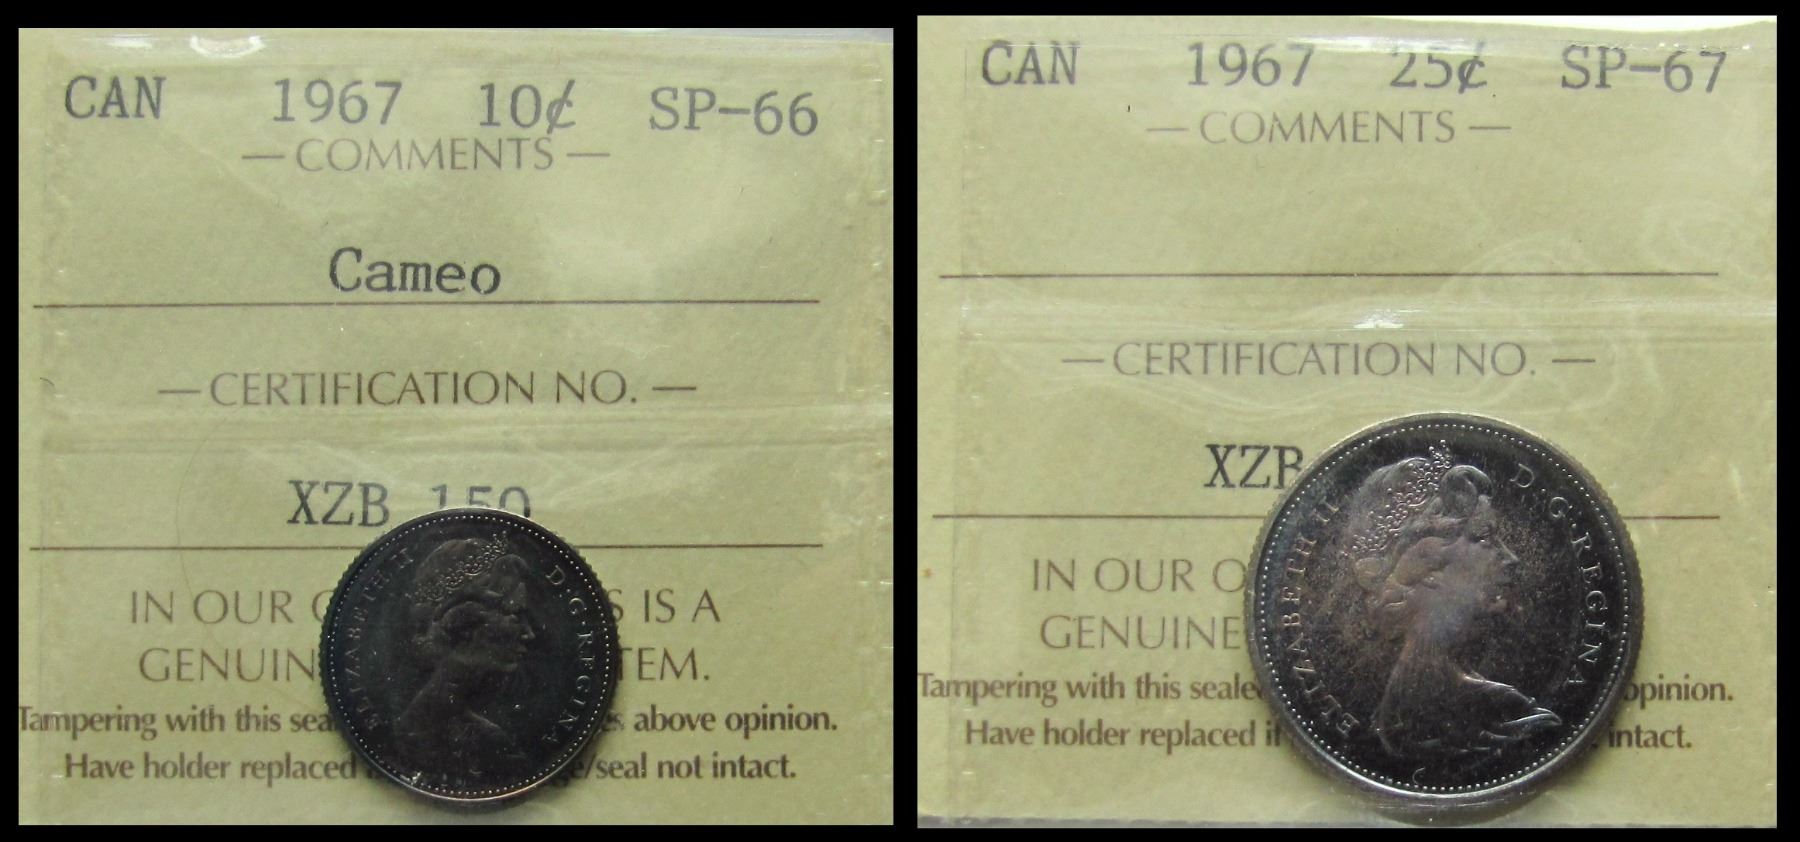 CAN 1967 10¢ SP-66
— COMMENTS —
Cameo
— CERTIFICATION NO. —
XZB 150
IN OUR IS A
GENUIN TEM.
Tampering with this sea above opinion.
Have holder replaced /seal not intact.
ELIZABETH II D·G·REGINA
CAN 1967 25¢ SP-67
— COMMENTS —
— CERTIFICATION NO. —
XZB
IN OUR O
GENUINE
Tampering with this seale opinion.
Have holder replaced if intact.
ELIZABETH II D·G·REGINA